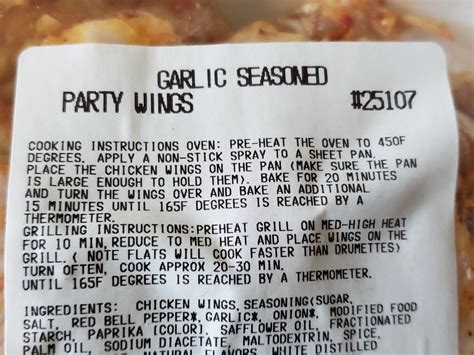 GARLIC SEASONED
PARTY WINGS #25107
COOKING INSTRUCTIONS OVEN: PRE-HEAT THE OVEN TO 450F
DEGREES. APPLY A NON-STICK SPRAY TO A SHEET PAN.
PLACE THE CHICKEN WINGS ON THE PAN (MAKE SURE THE PAN
IS LARGE ENOUGH TO HOLD THEM). BAKE FOR 20 MINUTES
AND TURN THE WINGS OVER AND BAKE AN ADDITIONAL
15 MINUTES UNTIL 165F DEGREES IS REACHED BY A
THERMOMETER.
GRILLING INSTRUCTIONS:PREHEAT GRILL ON MED-HIGH HEAT
FOR 10 MIN, REDUCE TO MED HEAT AND PLACE WINGS ON THE
GRILL. ( NOTE FLATS WILL COOK FASTER THAN DRUMETTES)
TURN OFTEN, COOK APPROX 20-30 MIN.
UNTIL 165F DEGREES IS REACHED BY A THERMOMETER.
INGREDIENTS: CHICKEN WINGS, SEASONING(SUGAR,
SALT, RED BELL PEPPER*, GARLIC*, ONION*, MODIFIED FOOD
STARCH, PAPRIKA (COLOR), SAFFLOWER OIL, FRACTIONATED
PALM OIL, SODIUM DIACETATE, MALTODEXTRIN, SPICE,
NATURAL FLAVORS, WHITE DISTILLED